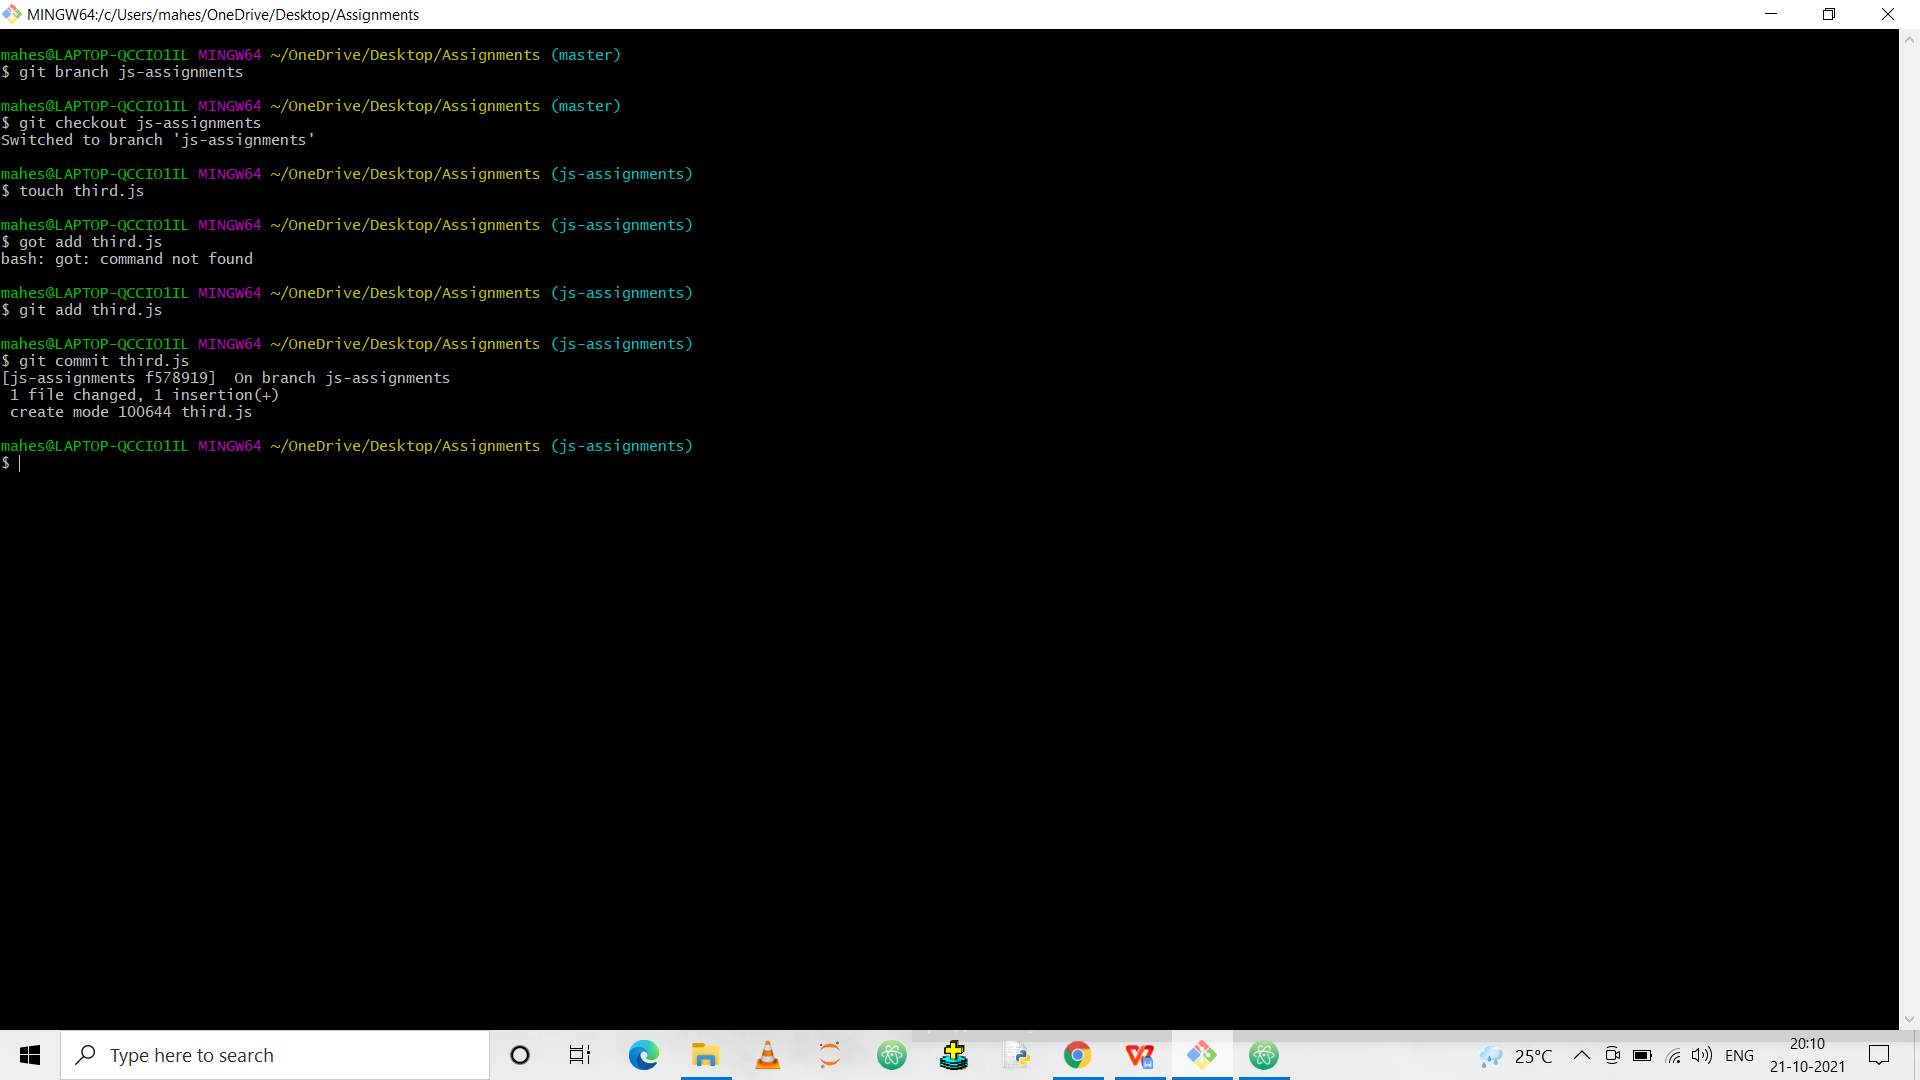 MINGW64:/c/Users/mahes/OneDrive/Desktop/Assignments
mahes@LAPTOP-QCCIO1IL MINGW64 ~/OneDrive/Desktop/Assignments (master)
$ git branch js-assignments
mahes@LAPTOP-QCCIO1IL MINGW64 ~/OneDrive/Desktop/Assignments (master)
$ git checkout js-assignments
Switched to branch 'js-assignments'
mahes@LAPTOP-QCCIO1IL MINGW64 ~/OneDrive/Desktop/Assignments (js-assignments)
$ touch third.js
mahes@LAPTOP-QCCIO1IL MINGW64 ~/OneDrive/Desktop/Assignments (js-assignments)
$ got add third.js
bash: got: command not found
mahes@LAPTOP-QCCIO1IL MINGW64 ~/OneDrive/Desktop/Assignments (js-assignments)
$ git add third.js
mahes@LAPTOP-QCCIO1IL MINGW64 ~/OneDrive/Desktop/Assignments (js-assignments)
$ git commit third.js
[js-assignments f578919]  On branch js-assignments
 1 file changed, 1 insertion(+)
 create mode 100644 third.js
mahes@LAPTOP-QCCIO1IL MINGW64 ~/OneDrive/Desktop/Assignments (js-assignments)
$
Type here to search
25°C
ENG
20:10
21-10-2021